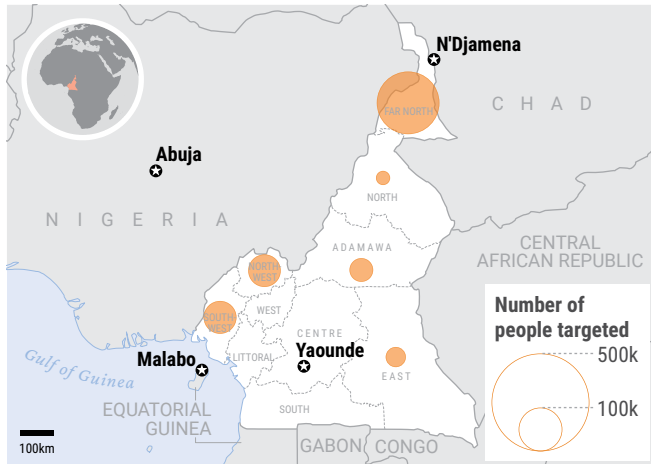 N'Djamena
CHAD
FAR NORTH
Abuja
NORTH
NIGERIA
ADAMAWA
CENTRAL
AFRICAN REPUBLIC
NORTH-
WEST
SOUTH-
WEST
WEST
CENTRE
Yaounde
LITTORAL
Malabo
Gulf of Guinea
EAST
EQUATORIAL
GUINEA
SOUTH
GABON
CONGO
100km
Number of
people targeted
500k
100k